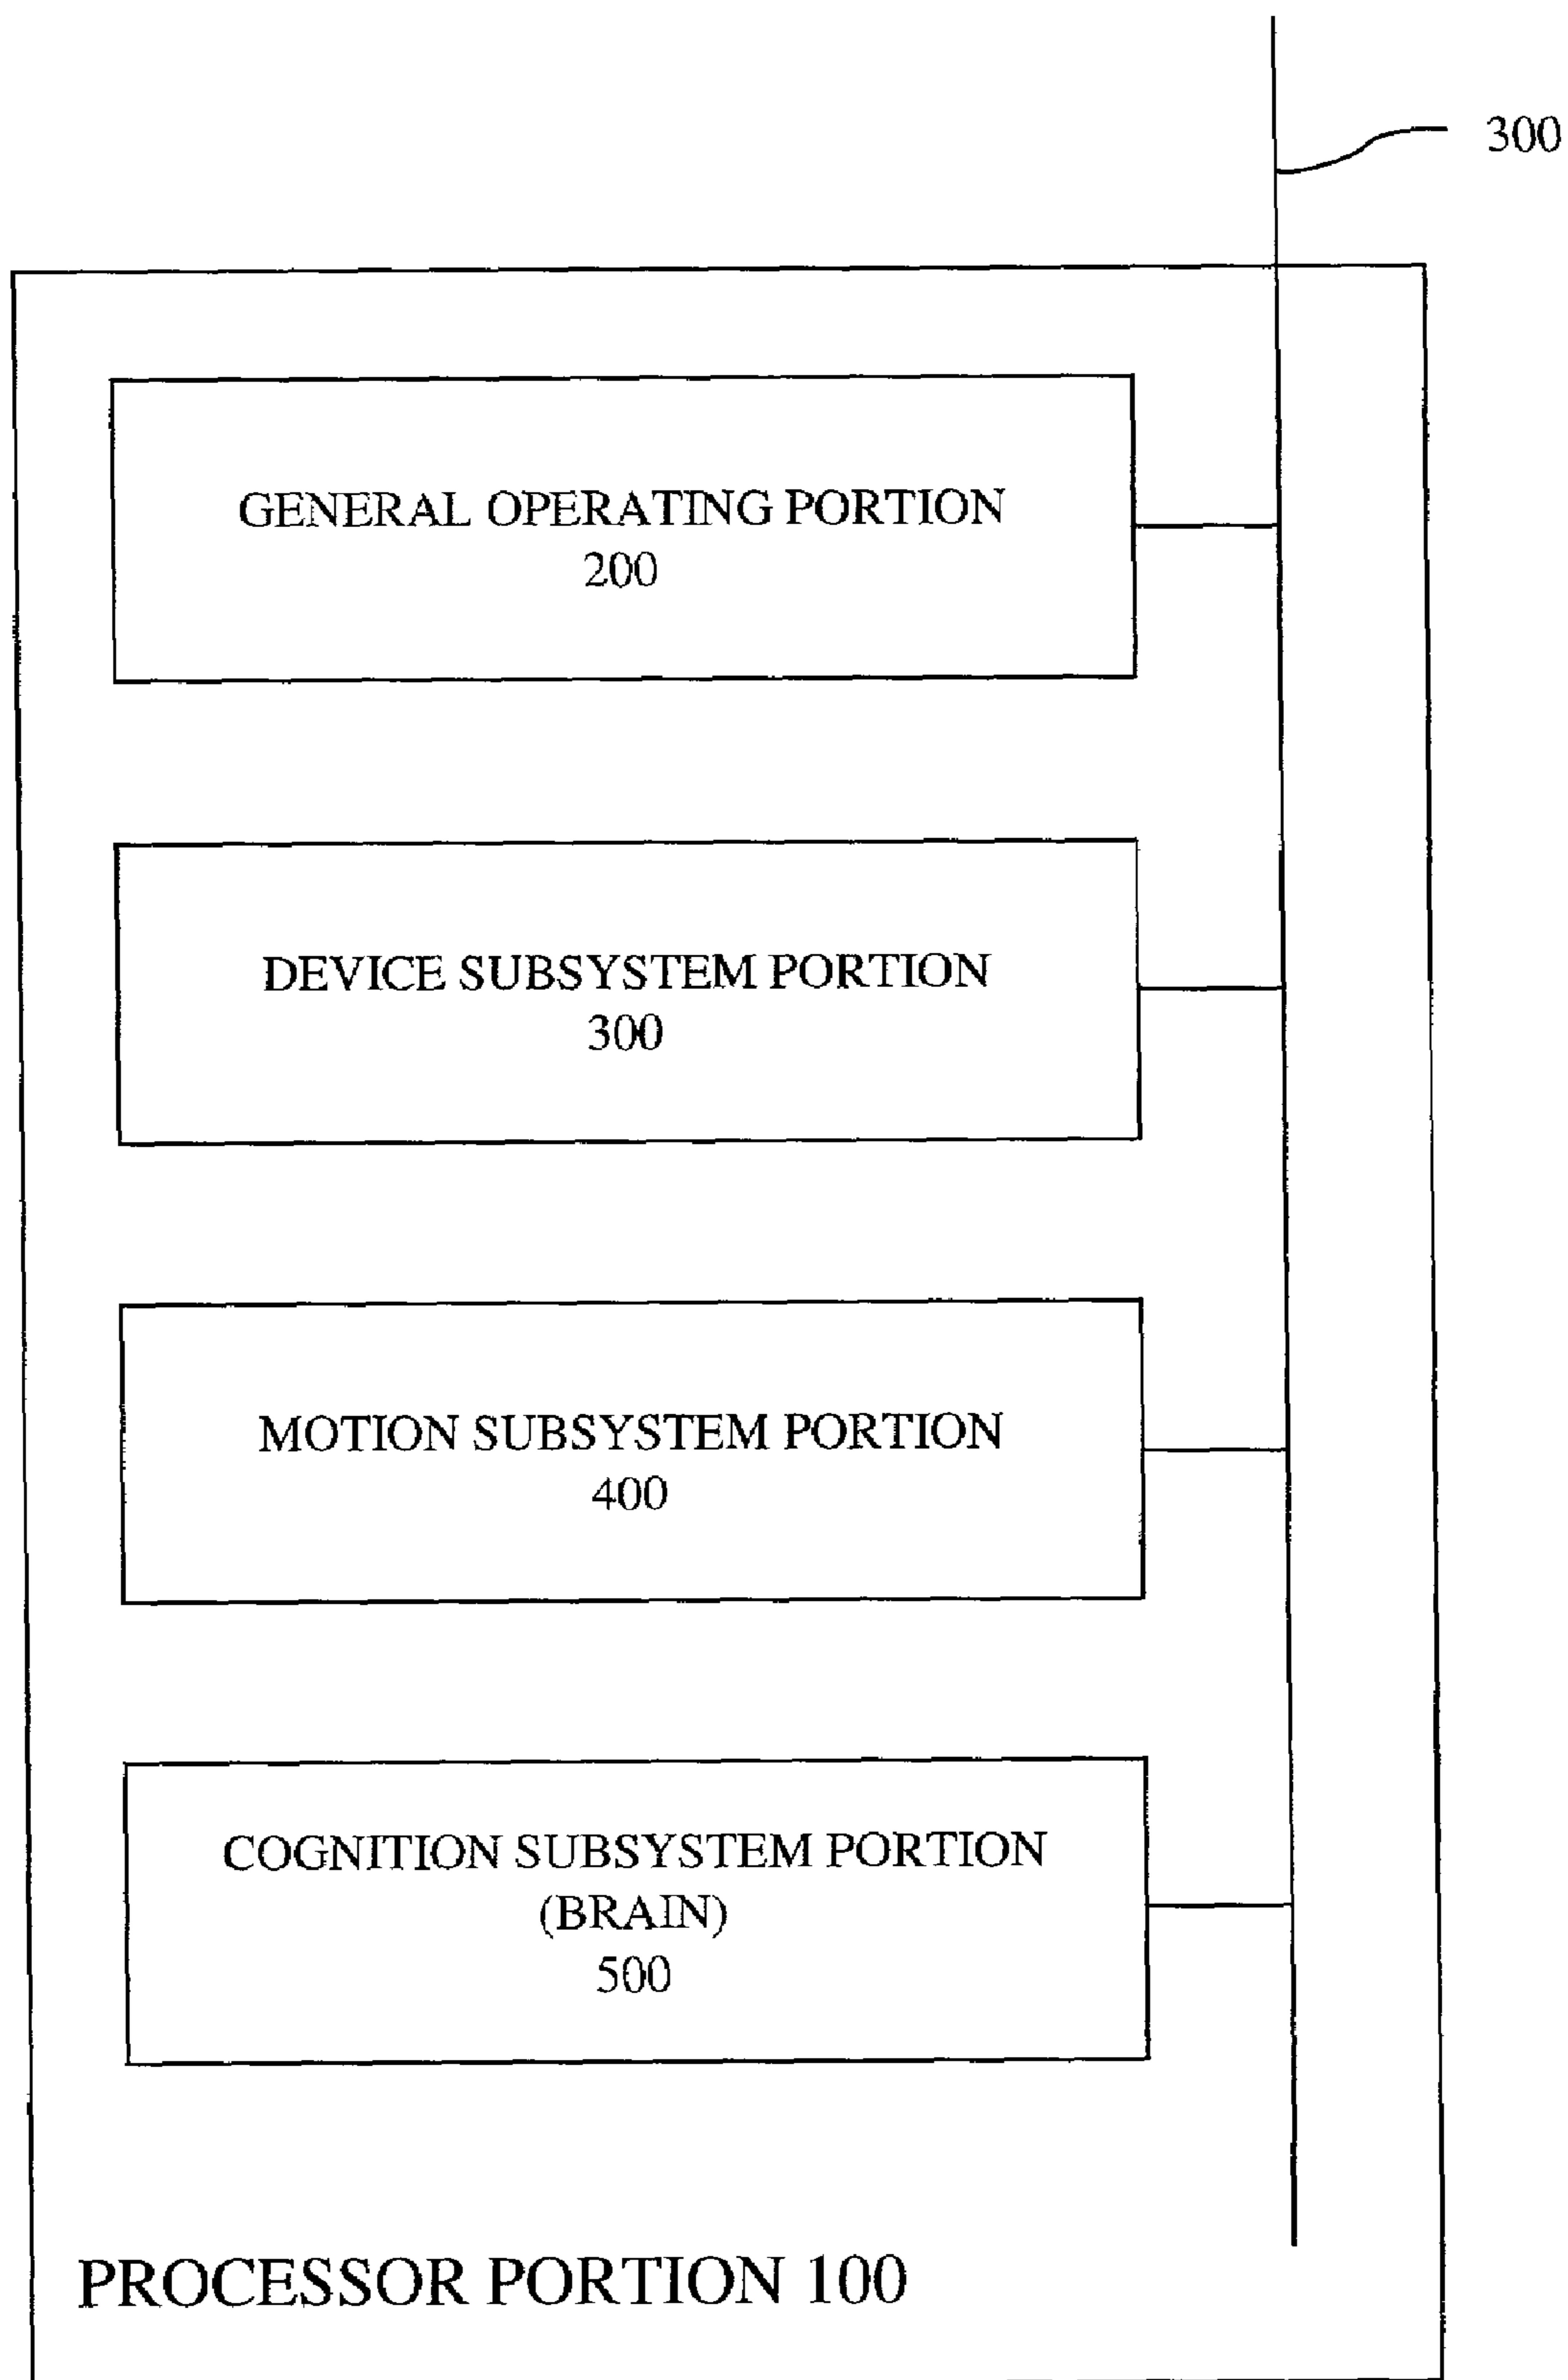 300
GENERAL OPERATING PORTION
200
DEVICE SUBSYSTEM PORTION
300
MOTION SUBSYSTEM PORTION
400
COGNITION SUBSYSTEM PORTION
(BRAIN)
500
PROCESSOR PORTION 100